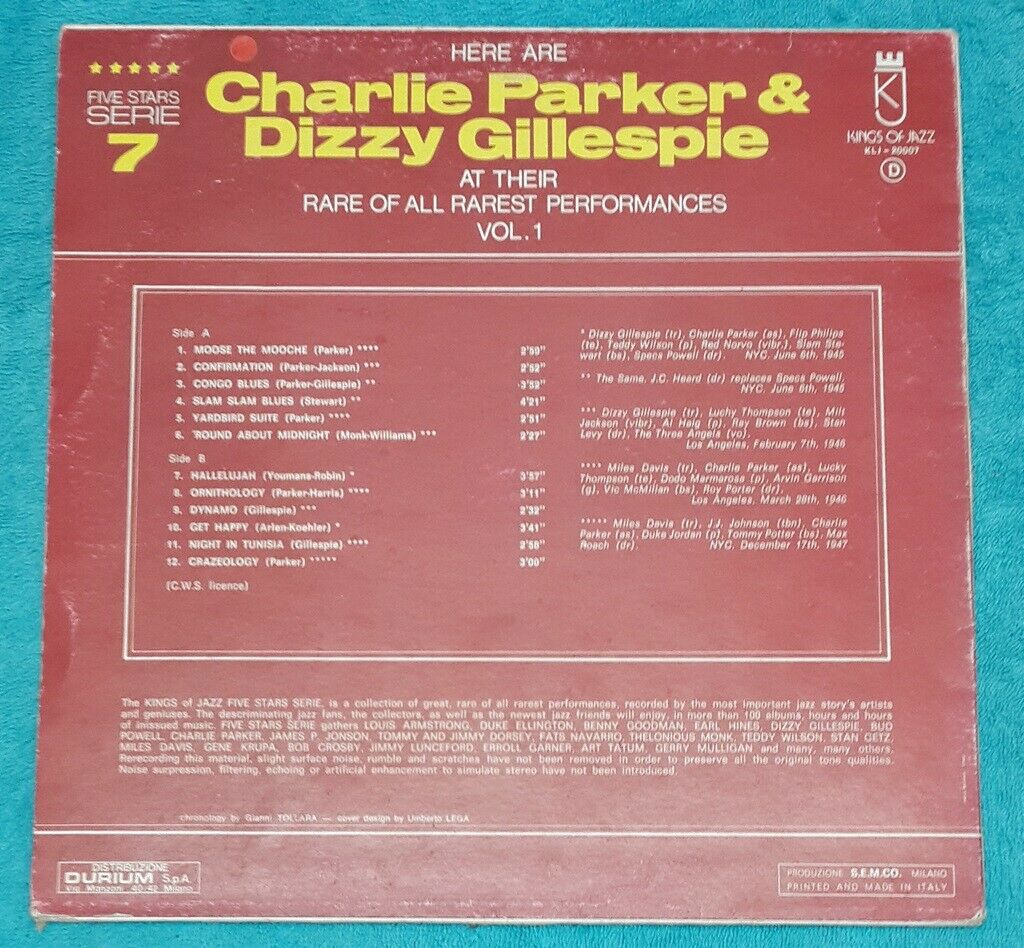 HERE ARE
★★★★★
FIVE STARS
SERIE
7
Charlie Parker &
Dizzy Gillespie
AT THEIR
RARE OF ALL RAREST PERFORMANCES
VOL. 1
KJ
KINGS OF JAZZ
KLJ - 20007
D
Side A
1. MOOSE THE MOOCHE (Parker) **** 2'59"
2. CONFIRMATION (Parker-Jackson) *** 2'52"
3. CONGO BLUES (Parker-Gillespie) ** 3'52"
4. SLAM SLAM BLUES (Stewart) ** 4'21"
5. YARDBIRD SUITE (Parker) **** 2'51"
6. 'ROUND ABOUT MIDNIGHT (Monk-Williams) *** 2'27"
Side B
7. HALLELUJAH (Youmans-Robin) * 3'57"
8. ORNITHOLOGY (Parker-Harris) **** 3'11"
9. DYNAMO (Gillespie) *** 2'32"
10. GET HAPPY (Arlen-Koehler) * 3'41"
11. NIGHT IN TUNISIA (Gillespie) **** 2'58"
12. CRAZEOLOGY (Parker) ***** 3'00"
(C.W.S. licence)
* Dizzy Gillespie (tr), Charlie Parker (as), Flip Philips
(te), Teddy Wilson (p), Red Norvo (vibr.), Slam Ste-
wart (bs), Specs Powell (dr). NYC. June 6th, 1945
** The Same, J.C. Heard (dr) replaces Specs Powell,
NYC. June 6th, 1945
*** Dizzy Gillespie (tr), Luchy Thompson (te), Milt
Jackson (vibr), Al Haig (p), Ray Brown (bs), Stan
Levy (dr), The Three Angels (vo).
Los Angeles, February 7th, 1946
**** Miles Davis (tr), Charlie Parker (as), Lucky
Thompson (te), Dodo Marmarosa (p), Arvin Garrison
(g), Vic McMillan (bs), Roy Porter (dr).
Los Angeles, March 28th, 1946
***** Miles Davis (tr), J.J. Johnson (tbn), Charlie
Parker (as), Duke Jordan (p), Tommy Potter (bs), Max
Roach (dr). NYC, December 17th, 1947
The KINGS of JAZZ FIVE STARS SERIE, is a collection of great, rare of all rarest performances, recorded by the most important jazz story's artists
and geniuses. The descriminating jazz fans, the collectors, as well as the newest jazz friends will enjoy, in more than 100 albums, hours and hours
of inissued music. FIVE STARS SERIE gathers LOUIS ARMSTRONG, DUKE ELLINGTON, BENNY GOODMAN, EARL HINES, DIZZY GILLESPIE, BUD
POWELL, CHARLIE PARKER, JAMES P. JONSON, TOMMY AND JIMMY DORSEY, FATS NAVARRO, THELONIOUS MONK, TEDDY WILSON, STAN GETZ,
MILES DAVIS, GENE KRUPA, BOB CROSBY, JIMMY LUNCEFORD, ERROLL GARNER, ART TATUM, GERRY MULLIGAN and many, many others.
Rerecording this material, slight surface noise, rumble and scratches have not been removed in order to preserve all the original tone qualities.
Noise surpression, filtering, echoing or artificial enhancement to simulate stereo have not been introduced.
chronology by Gianni TOLLARA — cover design by Umberto LEGA
DISTRIBUZIONE
DURIUM S.p.A.
Via Manzoni 40/42 Milano
PRODUZIONE S.E.M.CO. MILANO
PRINTED AND MADE IN ITALY